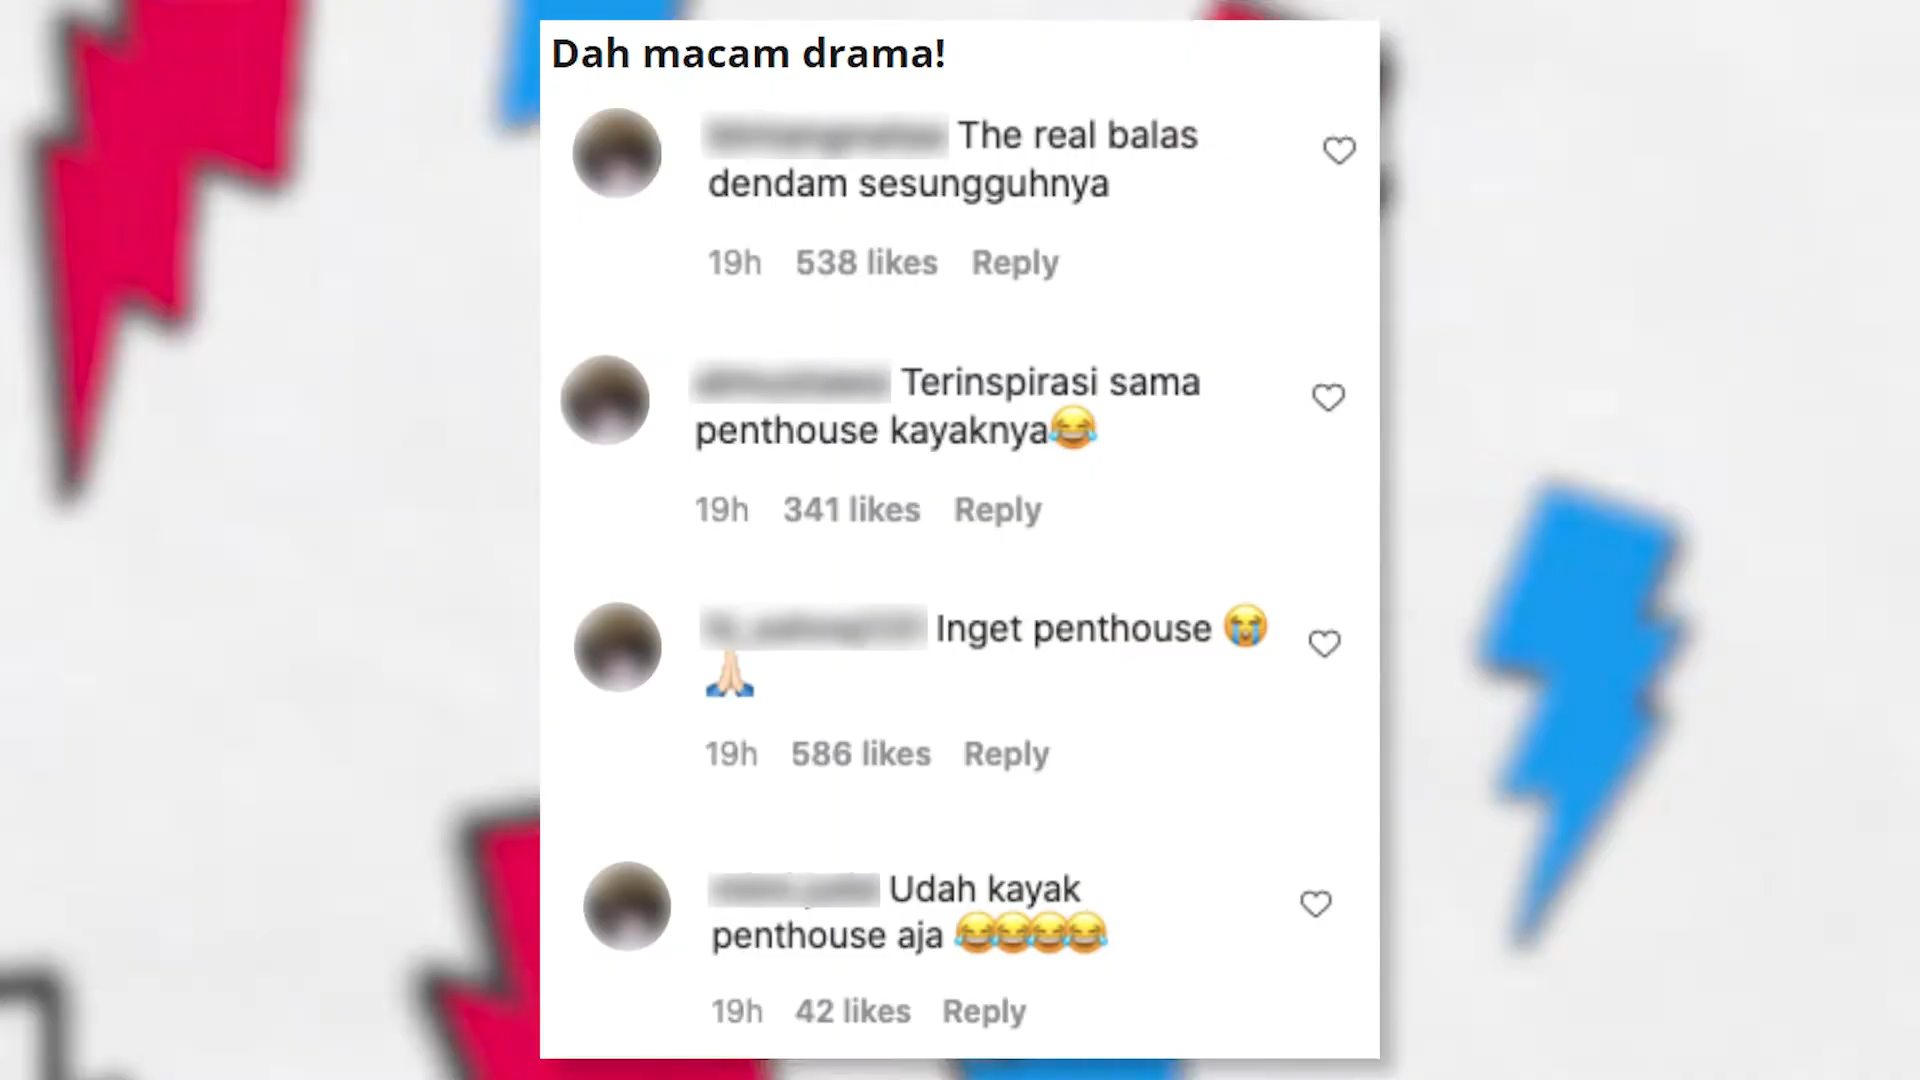 Dah macam drama!
The real balas
dendam sesungguhnya
19h 538 likes Reply
Terinspirasi sama
penthouse kayaknya😂
19h 341 likes Reply
Inget penthouse 😭
🙏🏻
19h 586 likes Reply
Udah kayak
penthouse aja 😂😂😂😂
19h 42 likes Reply